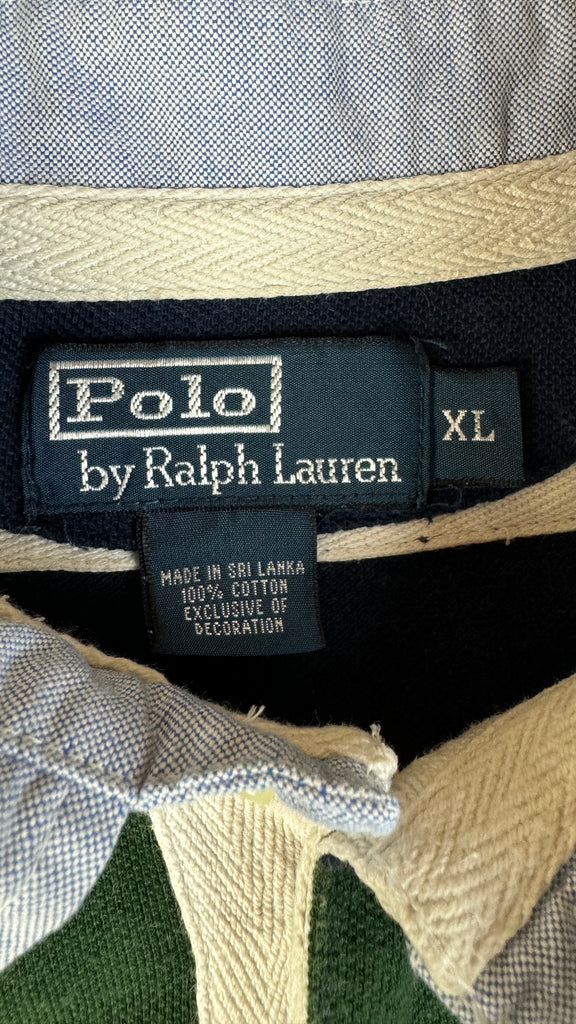 Polo
by Ralph Lauren
XL
MADE IN SRI LANKA
100% COTTON
EXCLUSIVE OF
DECORATION